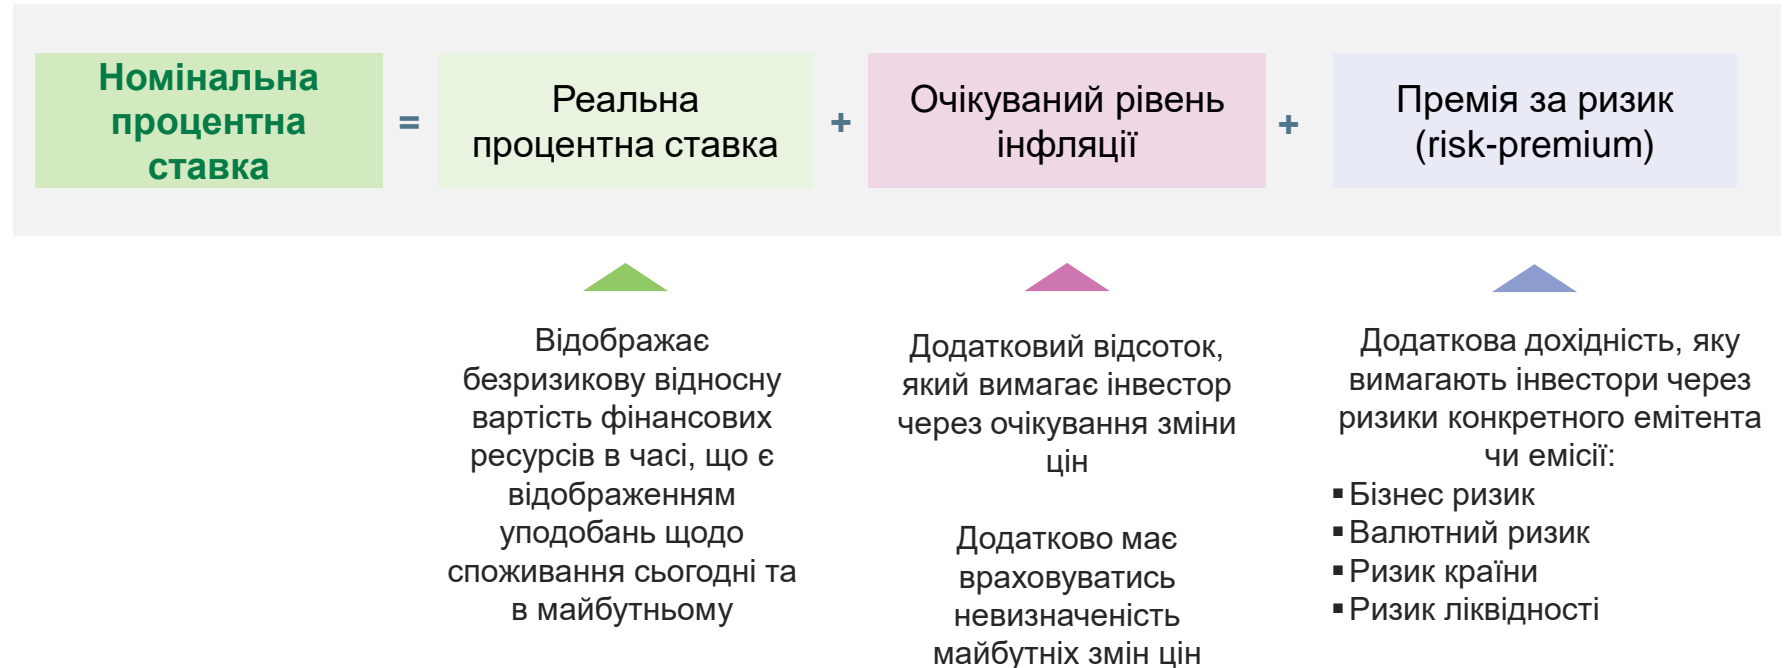 Номінальна
процентна
ставка
=
Реальна
процентна ставка
+
Очікуваний рівень
інфляції
+
Премія за ризик
(risk-premium)
Відображає
безризикову відносну
вартість фінансових
ресурсів в часі, що є
відображенням
уподобань щодо
споживання сьогодні та
в майбутньому
Додатковий відсоток,
який вимагає інвестор
через очікування зміни
цін
Додатково має
враховуватись
невизначеність
майбутніх змін цін
Додаткова дохідність, яку
вимагають інвестори через
ризики конкретного емітента
чи емісії:
▪ Бізнес ризик
▪ Валютний ризик
▪ Ризик країни
▪ Ризик ліквідності